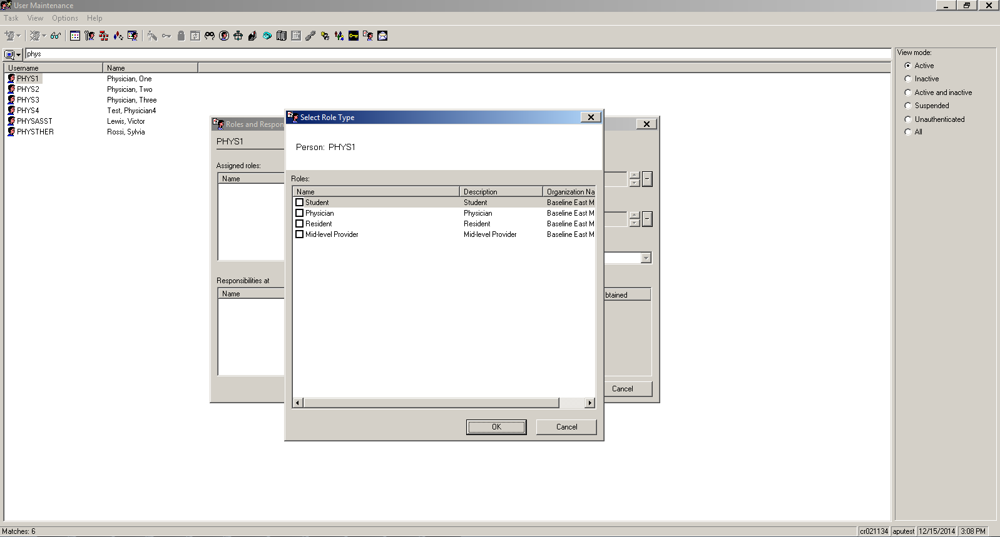 User Maintenance
Task View Options Help
phys
Username Name
PHYS1 Physician, One
PHYS2 Physician, Two
PHYS3 Physician, Three
PHYS4 Test, Physician4
PHYSASST Lewis, Victor
PHYSTHER Rossi, Sylvia
View mode:
Active
Inactive
Active and inactive
Suspended
Unauthenticated
All
Roles and Respon
PHYS1
Assigned roles:
Name
Responsibilities at
Name
btained
Cancel
Select Role Type
Person: PHYS1
Roles:
Name Description Organization Na
Student Student Baseline East M
Physician Physician Baseline East M
Resident Resident Baseline East M
Mid-level Provider Mid-level Provider Baseline East M
OK Cancel
Matches: 6
cr021134 aputest 12/15/2014 3:08 PM